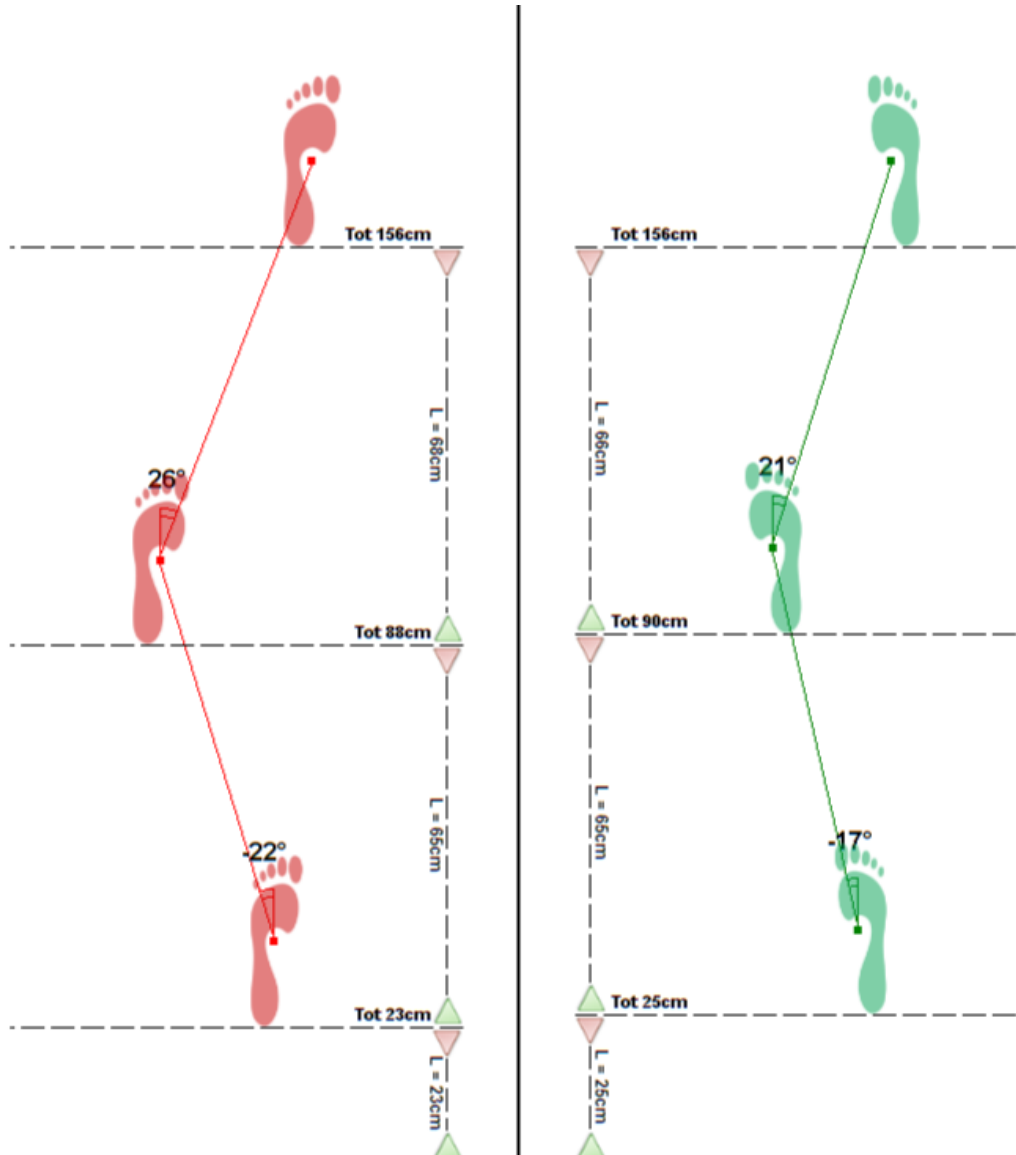 Tot 156cm
Tot 156cm
L = 68cm
L = 66cm
26°
21°
Tot 88cm
Tot 90cm
L = 65cm
L = 65cm
-22°
-17°
Tot 23cm
Tot 25cm
L = 23cm
L = 25cm